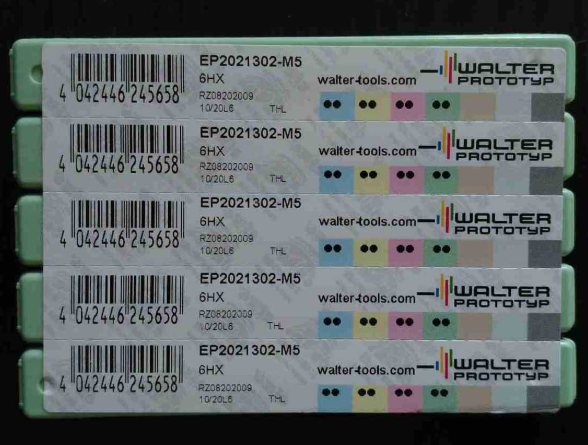 EP2021302-M5
6HX
walter-tools.com
WALTER
PROTOTYP
4 042446 245658
RZ08202009
10/20L6 THL
EP2021302-M5
6HX
walter-tools.com
WALTER
PROTOTYP
4 042446 245658
RZ08202009
10/20L6 THL
EP2021302-M5
6HX
walter-tools.com
WALTER
PROTOTYP
4 042446 245658
RZ08202009
10/20L6 THL
EP2021302-M5
6HX
walter-tools.com
WALTER
PROTOTYP
4 042446 245658
RZ08202009
10/20L6 THL
EP2021302-M5
6HX
walter-tools.com
WALTER
PROTOTYP
4 042446 245658
RZ08202009
10/20L6 THL